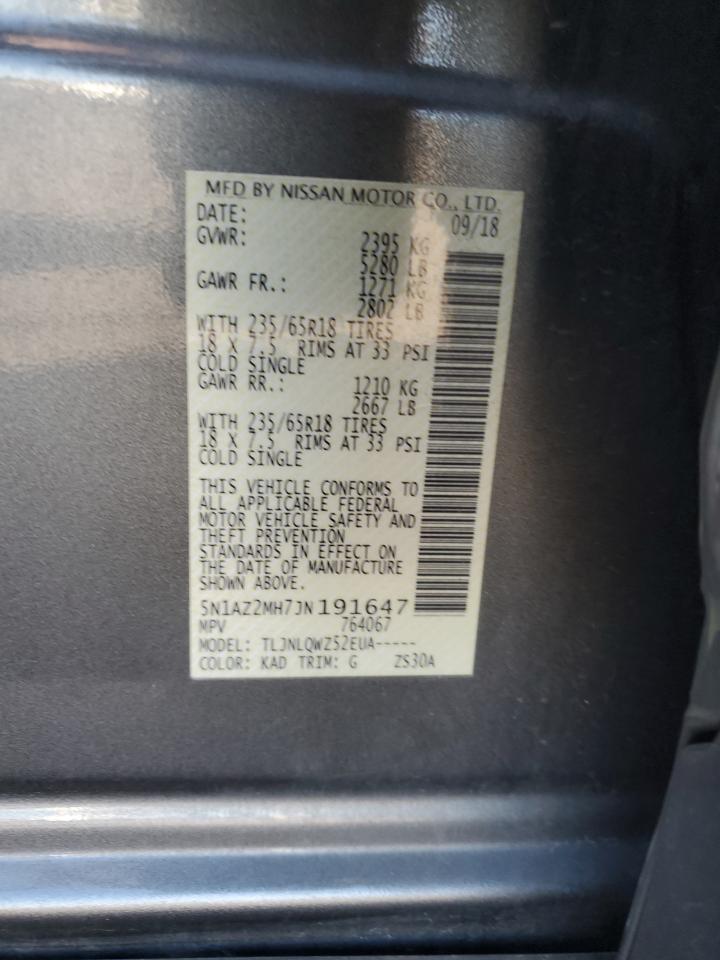 MFD BY NISSAN MOTOR CO., LTD.
DATE: 09/18
GVWR: 2395 KG
5280 LB
GAWR FR.: 1271 KG
2802 LB
WITH 235/65R18 TIRES
18 X 7.5 RIMS AT 33 PSI
COLD SINGLE
GAWR RR.: 1210 KG
2667 LB
WITH 235/65R18 TIRES
18 X 7.5 RIMS AT 33 PSI
COLD SINGLE
THIS VEHICLE CONFORMS TO
ALL APPLICABLE FEDERAL
MOTOR VEHICLE SAFETY AND
THEFT PREVENTION
STANDARDS IN EFFECT ON
THE DATE OF MANUFACTURE
SHOWN ABOVE.
5N1AZ2MH7JN191647
MPV 764067
MODEL: TLJNLQWZ52EUA-----
COLOR: KAD TRIM: G ZS30A